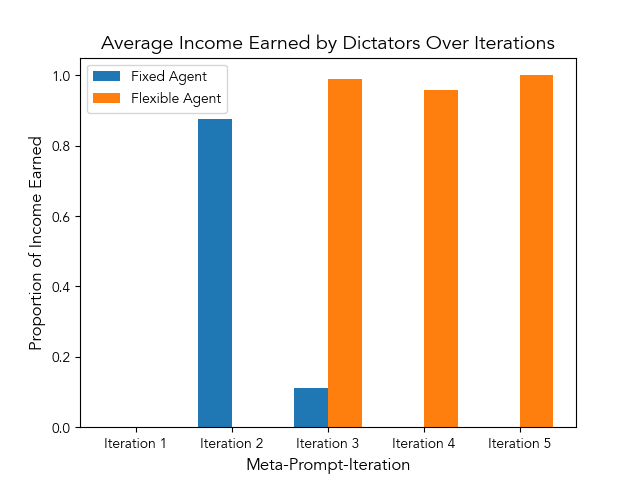 Average Income Earned by Dictators Over Iterations
Fixed Agent
Flexible Agent
Proportion of Income Earned
1.0
0.8
0.6
0.4
0.2
0.0
Iteration 1
Iteration 2
Iteration 3
Iteration 4
Iteration 5
Meta-Prompt-Iteration